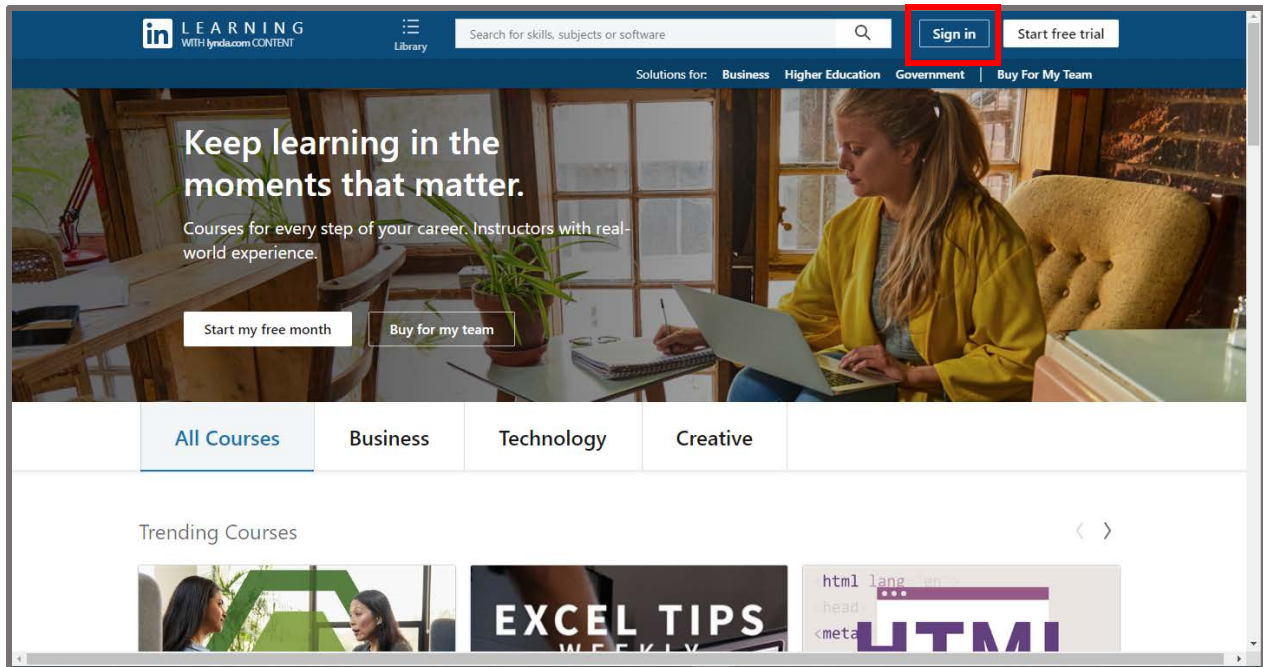 in LEARNING
WITH lynda.com CONTENT
Library
Search for skills, subjects or software
Sign in
Start free trial
Solutions for: Business Higher Education Government | Buy For My Team
Keep learning in the
moments that matter.
Courses for every step of your career. Instructors with real-
world experience.
Start my free month
Buy for my team
All Courses
Business
Technology
Creative
Trending Courses
EXCEL TIPS
WEEKLY
html lang en
head
<meta
HTML